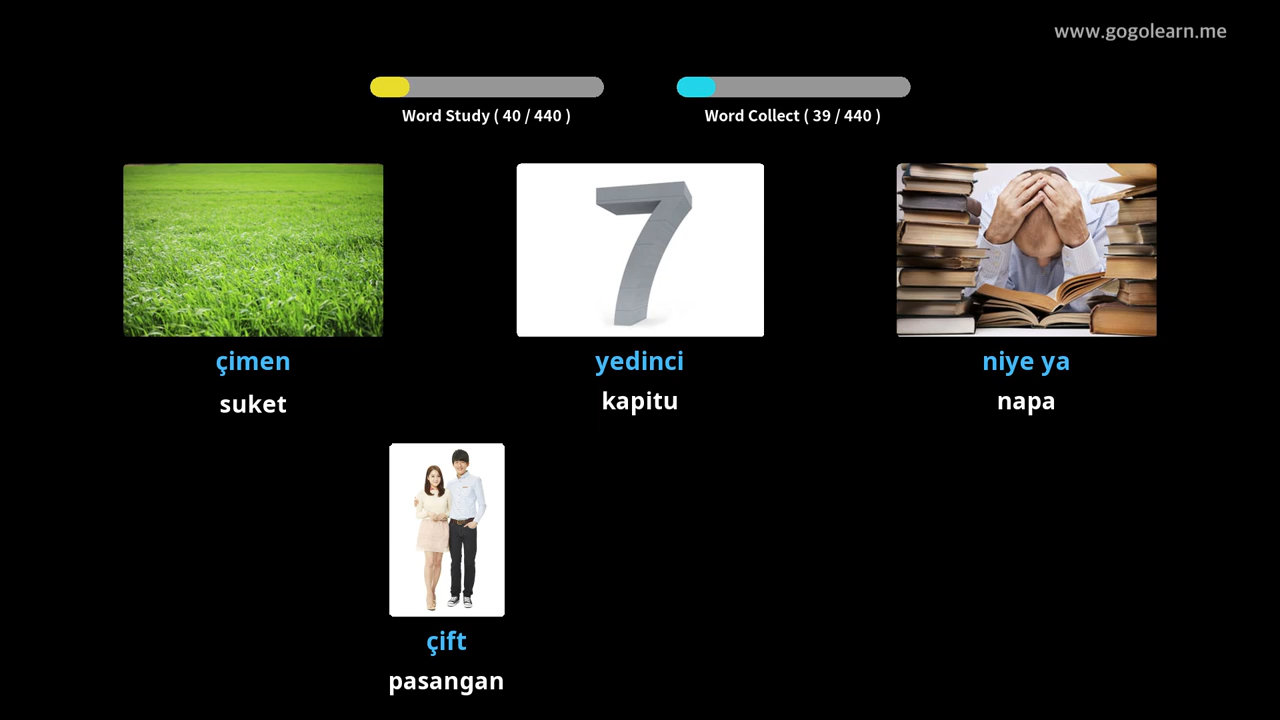 www.gogolearn.me
Word Study ( 40 / 440 )
Word Collect ( 39 / 440 )
7
çimen
suket
yedinci
kapitu
niye ya
napa
çift
pasangan